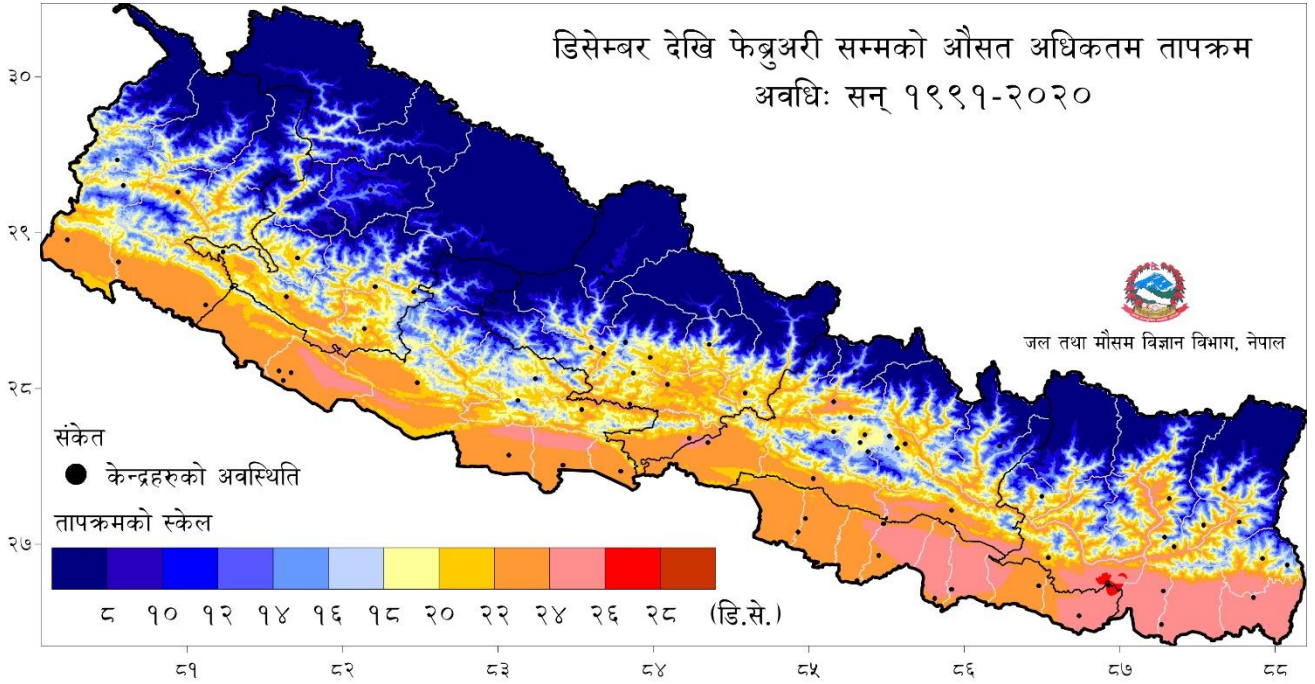 डिसेम्बर देखि फेब्रुअरी सम्मको औसत अधिकतम तापक्रम
अवधिः सन् १९९१-२०२०
३०
२९
२८
२७
जल तथा मौसम विज्ञान विभाग, नेपाल
संकेत
केन्द्रहरुको अवस्थिति
तापक्रमको स्केल
८ १० १२ १४ १६ १८ २० २२ २४ २६ २८ (डि.से.)
८१ ८२ ८३ ८४ ८५ ८६ ८७ ८८